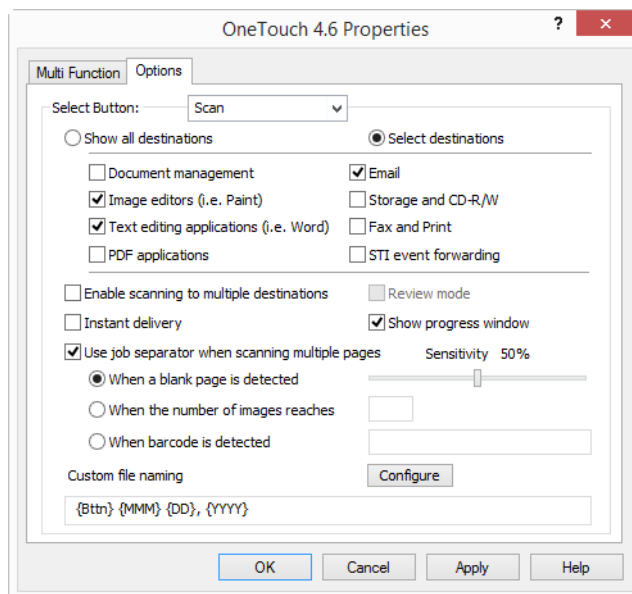 OneTouch 4.6 Properties ?
Multi Function Options
Select Button: Scan
Show all destinations Select destinations
Document management Email
Image editors (i.e. Paint) Storage and CD-R/W
Text editing applications (i.e. Word) Fax and Print
PDF applications STI event forwarding
Enable scanning to multiple destinations Review mode
Instant delivery Show progress window
Use job separator when scanning multiple pages Sensitivity 50%
When a blank page is detected
When the number of images reaches
When barcode is detected
Custom file naming Configure
{Bttn} {MMM} {DD}, {YYYY}
OK Cancel Apply Help